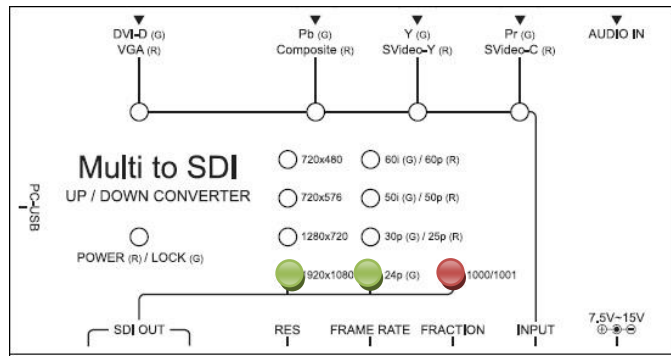 DVI-D (G)
VGA (R)
Pb (G)
Composite (R)
Y (G)
SVideo-Y (R)
Pr (G)
SVideo-C (R)
AUDIO IN
Multi to SDI
UP / DOWN CONVERTER
PC-USB
POWER (R) / LOCK (G)
720x480
60i (G) / 60p (R)
720x576
50i (G) / 50p (R)
1280x720
30p (G) / 25p (R)
1920x1080
24p (G)
1000/1001
SDI OUT
RES
FRAME RATE
FRACTION
INPUT
7.5V~15V